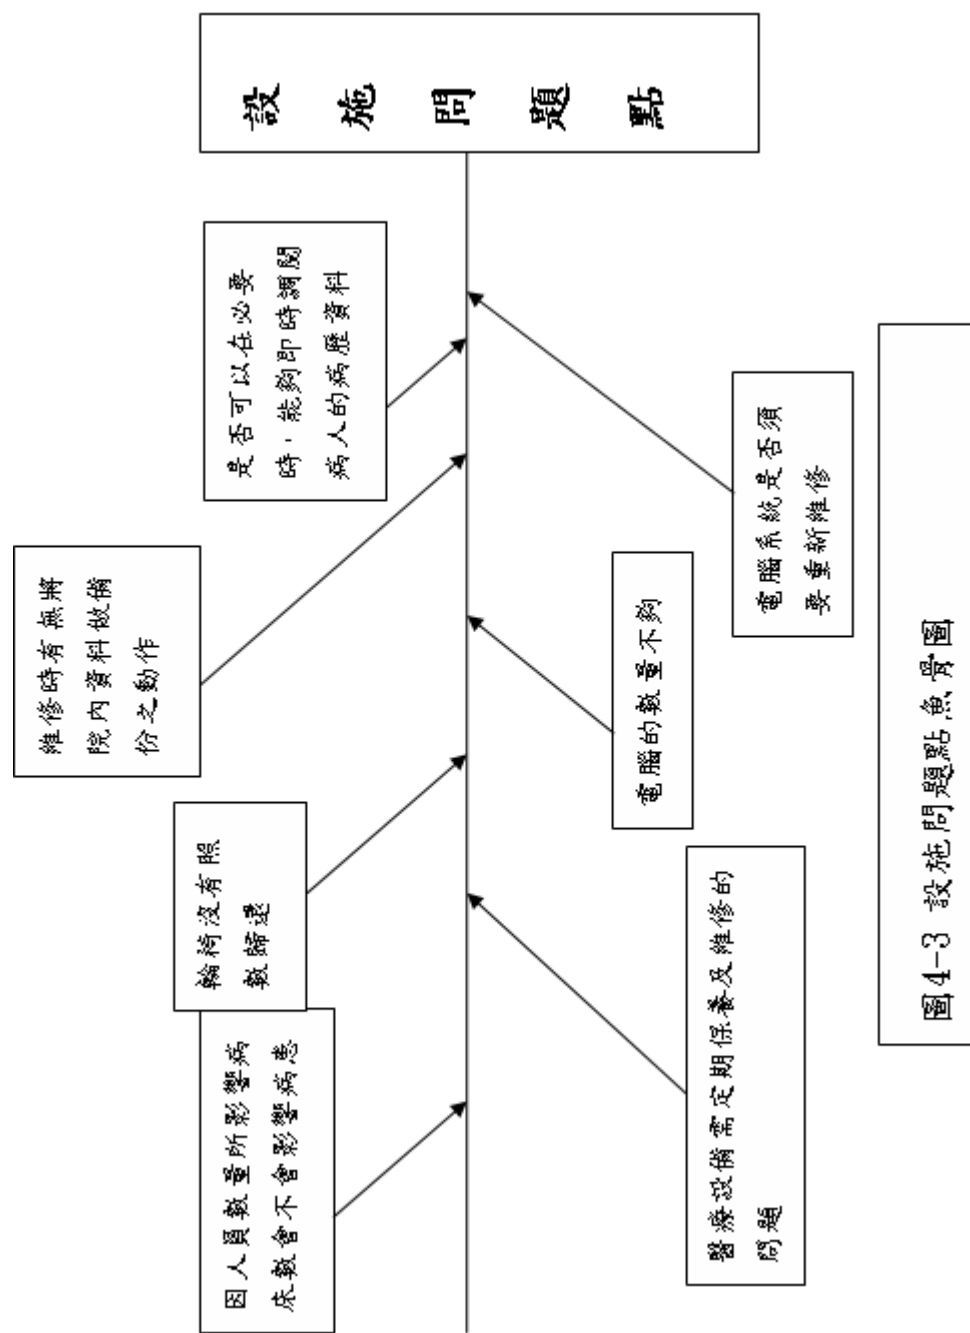 設施問題點
是否可以在必要
時，能夠即時調閱
病人的病歷資料
維修時有無將
院內資料做備
份之動作
輪椅沒有照
數歸還
因人員數量所影響病
床數會不會影響病患
電腦系統是否須
要重新維修
電腦的數量不夠
醫療設備需定期保養及維修的
問題
圖4-3 設施問題點魚骨圖